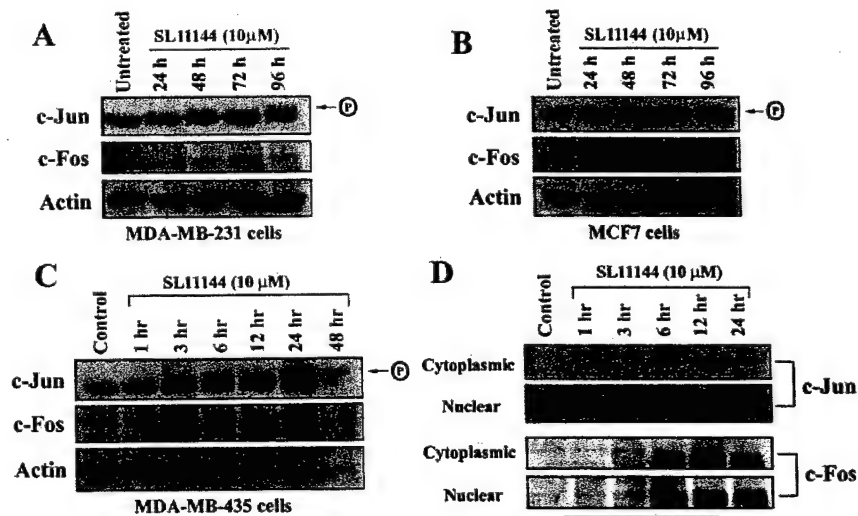 A
SL11144 (10μM)
Untreated
24 h
48 h
72 h
96 h
c-Jun
P
c-Fos
Actin
MDA-MB-231 cells
B
SL11144 (10μM)
Untreated
24 h
48 h
72 h
96 h
c-Jun
P
c-Fos
Actin
MCF7 cells
C
SL11144 (10 μM)
Control
1 hr
3 hr
6 hr
12 hr
24 hr
48 hr
c-Jun
P
c-Fos
Actin
MDA-MB-435 cells
D
SL11144 (10 μM)
Control
1 hr
3 hr
6 hr
12 hr
24 hr
Cytoplasmic
Nuclear
c-Jun
Cytoplasmic
Nuclear
c-Fos